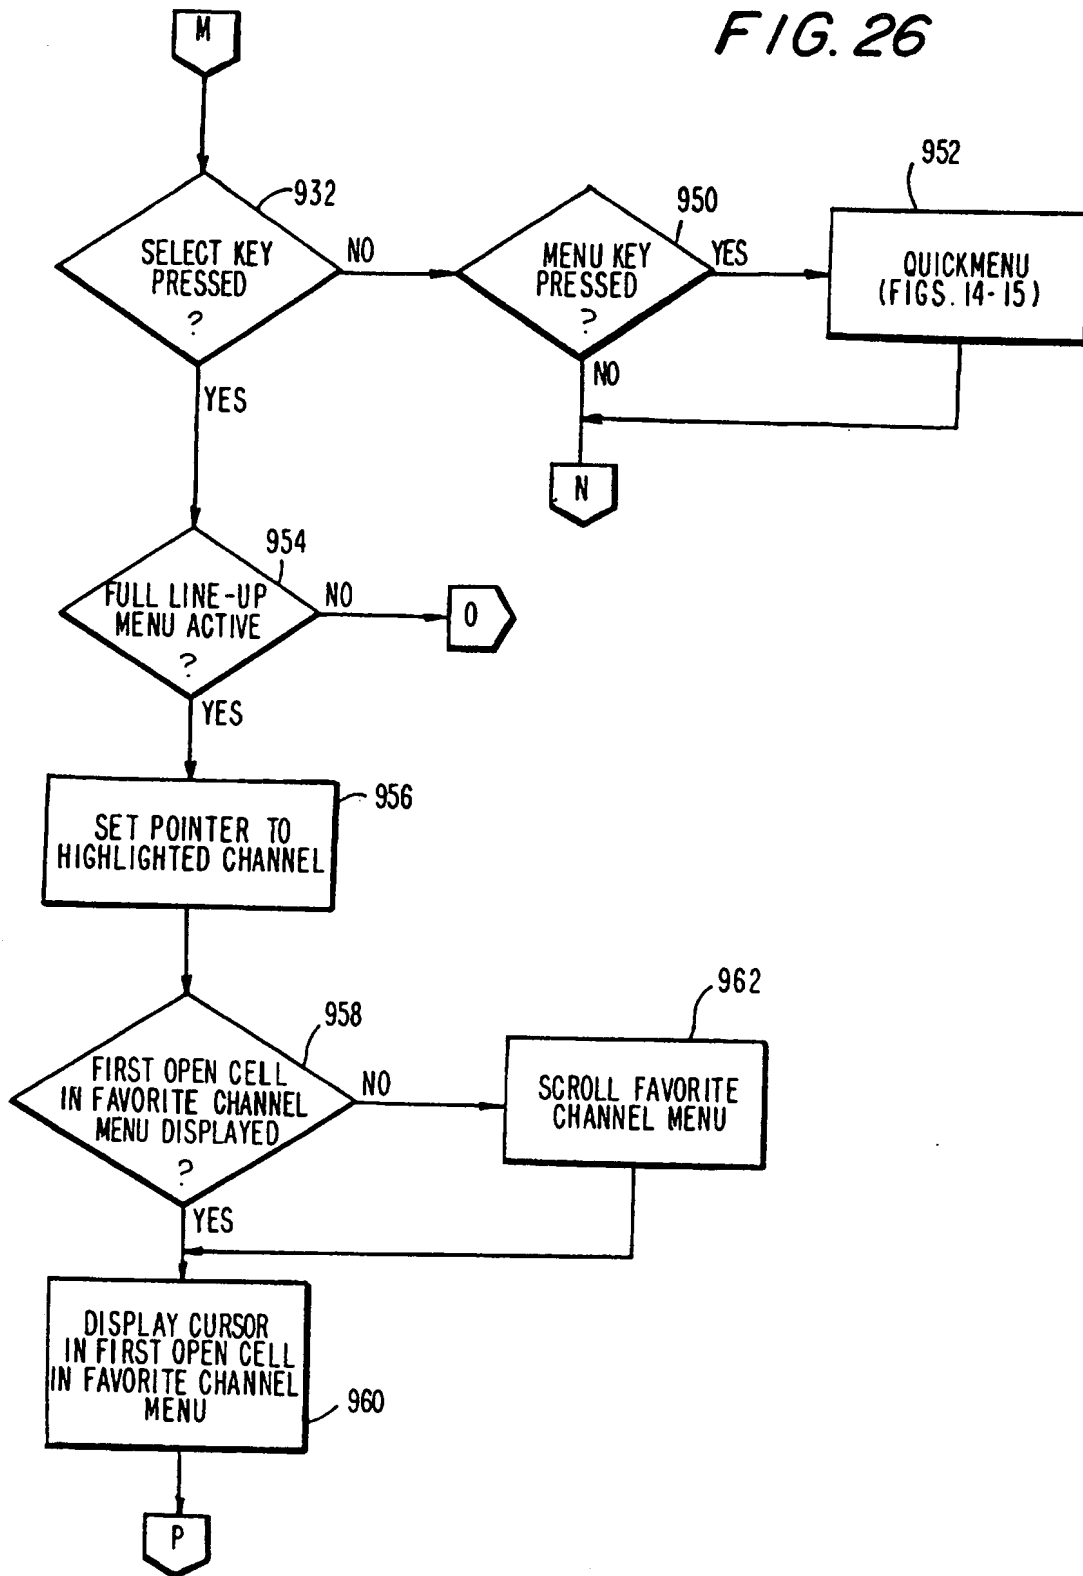 FIG. 26
M
932
SELECT KEY
PRESSED
?
NO
YES
950
MENU KEY
PRESSED
?
YES
NO
952
QUICKMENU
(FIGS. 14-15)
N
954
FULL LINE-UP
MENU ACTIVE
?
NO
YES
O
956
SET POINTER TO
HIGHLIGHTED CHANNEL
958
FIRST OPEN CELL
IN FAVORITE CHANNEL
MENU DISPLAYED
?
NO
YES
962
SCROLL FAVORITE
CHANNEL MENU
DISPLAY CURSOR
IN FIRST OPEN CELL
IN FAVORITE CHANNEL
MENU
960
P